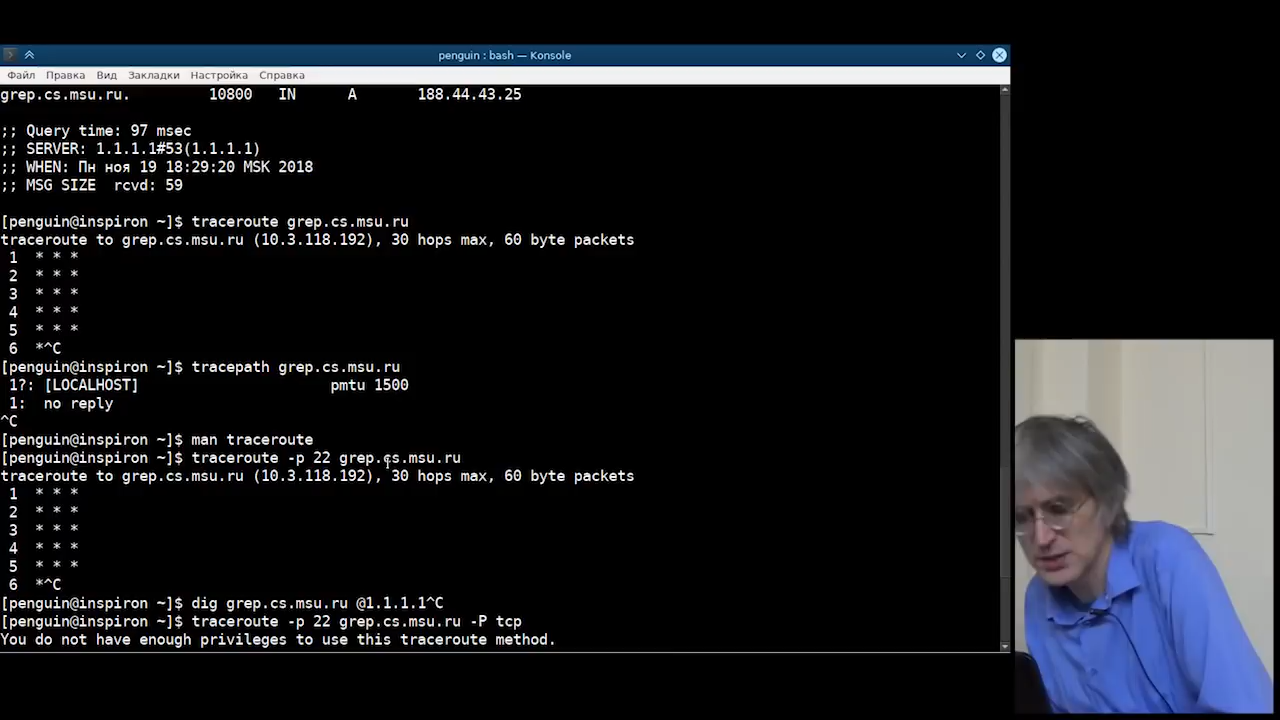 penguin : bash — Konsole
Файл Правка Вид Закладки Настройка Справка
grep.cs.msu.ru. 10800 IN A 188.44.43.25
;; Query time: 97 msec
;; SERVER: 1.1.1.1#53(1.1.1.1)
;; WHEN: Пн ноя 19 18:29:20 MSK 2018
;; MSG SIZE rcvd: 59
[penguin@inspiron ~]$ traceroute grep.cs.msu.ru
traceroute to grep.cs.msu.ru (10.3.118.192), 30 hops max, 60 byte packets
1 * * *
2 * * *
3 * * *
4 * * *
5 * * *
6 *^C
[penguin@inspiron ~]$ tracepath grep.cs.msu.ru
1?: [LOCALHOST] pmtu 1500
1: no reply
^C
[penguin@inspiron ~]$ man traceroute
[penguin@inspiron ~]$ traceroute -p 22 grep.cs.msu.ru
traceroute to grep.cs.msu.ru (10.3.118.192), 30 hops max, 60 byte packets
1 * * *
2 * * *
3 * * *
4 * * *
5 * * *
6 *^C
[penguin@inspiron ~]$ dig grep.cs.msu.ru @1.1.1.1^C
[penguin@inspiron ~]$ traceroute -p 22 grep.cs.msu.ru -P tcp
You do not have enough privileges to use this traceroute method.